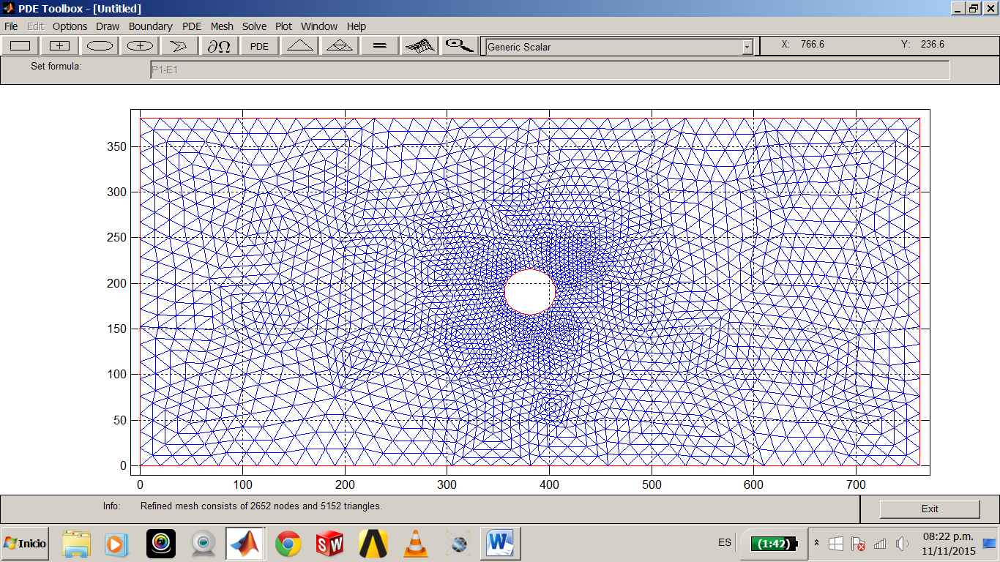 PDE Toolbox - [Untitled]
File Edit Options Draw Boundary PDE Mesh Solve Plot Window Help
∂Ω PDE = Generic Scalar X: 766.6 Y: 236.6
Set formula: P1-E1
350
300
250
200
150
100
50
0
0 100 200 300 400 500 600 700
Info: Refined mesh consists of 2652 nodes and 5152 triangles.
Exit
Inicio
SW
W
ES
(1:42)
08:22 p.m.
11/11/2015